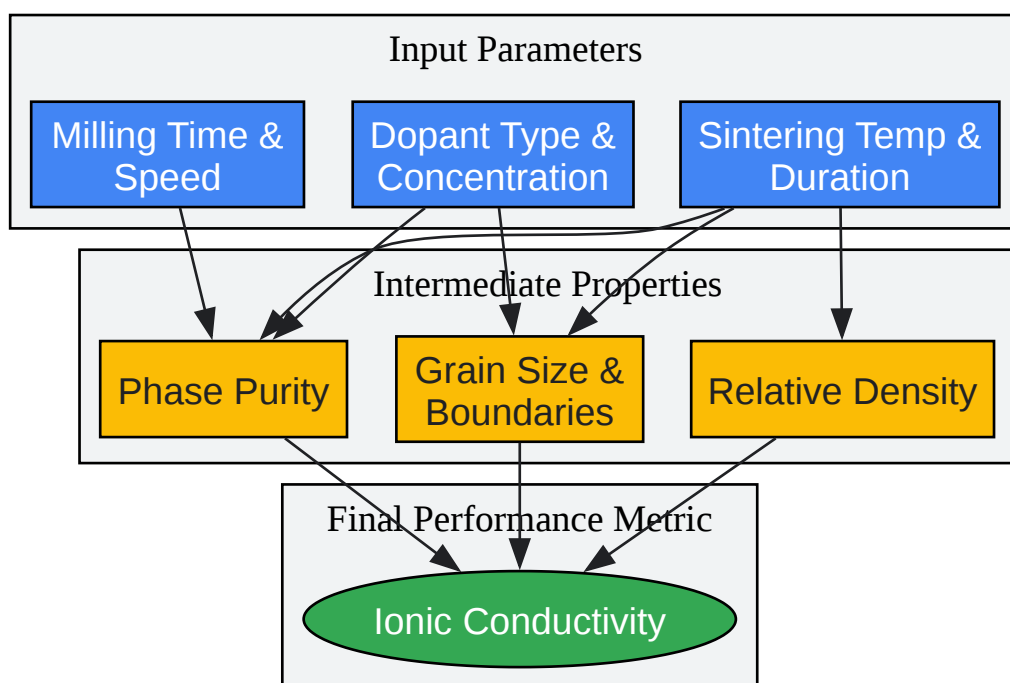 Input Parameters
Milling Time &
Speed
Dopant Type &
Concentration
Sintering Temp &
Duration
Intermediate Properties
Phase Purity
Grain Size &
Boundaries
Relative Density
Final Performance Metric
Ionic Conductivity